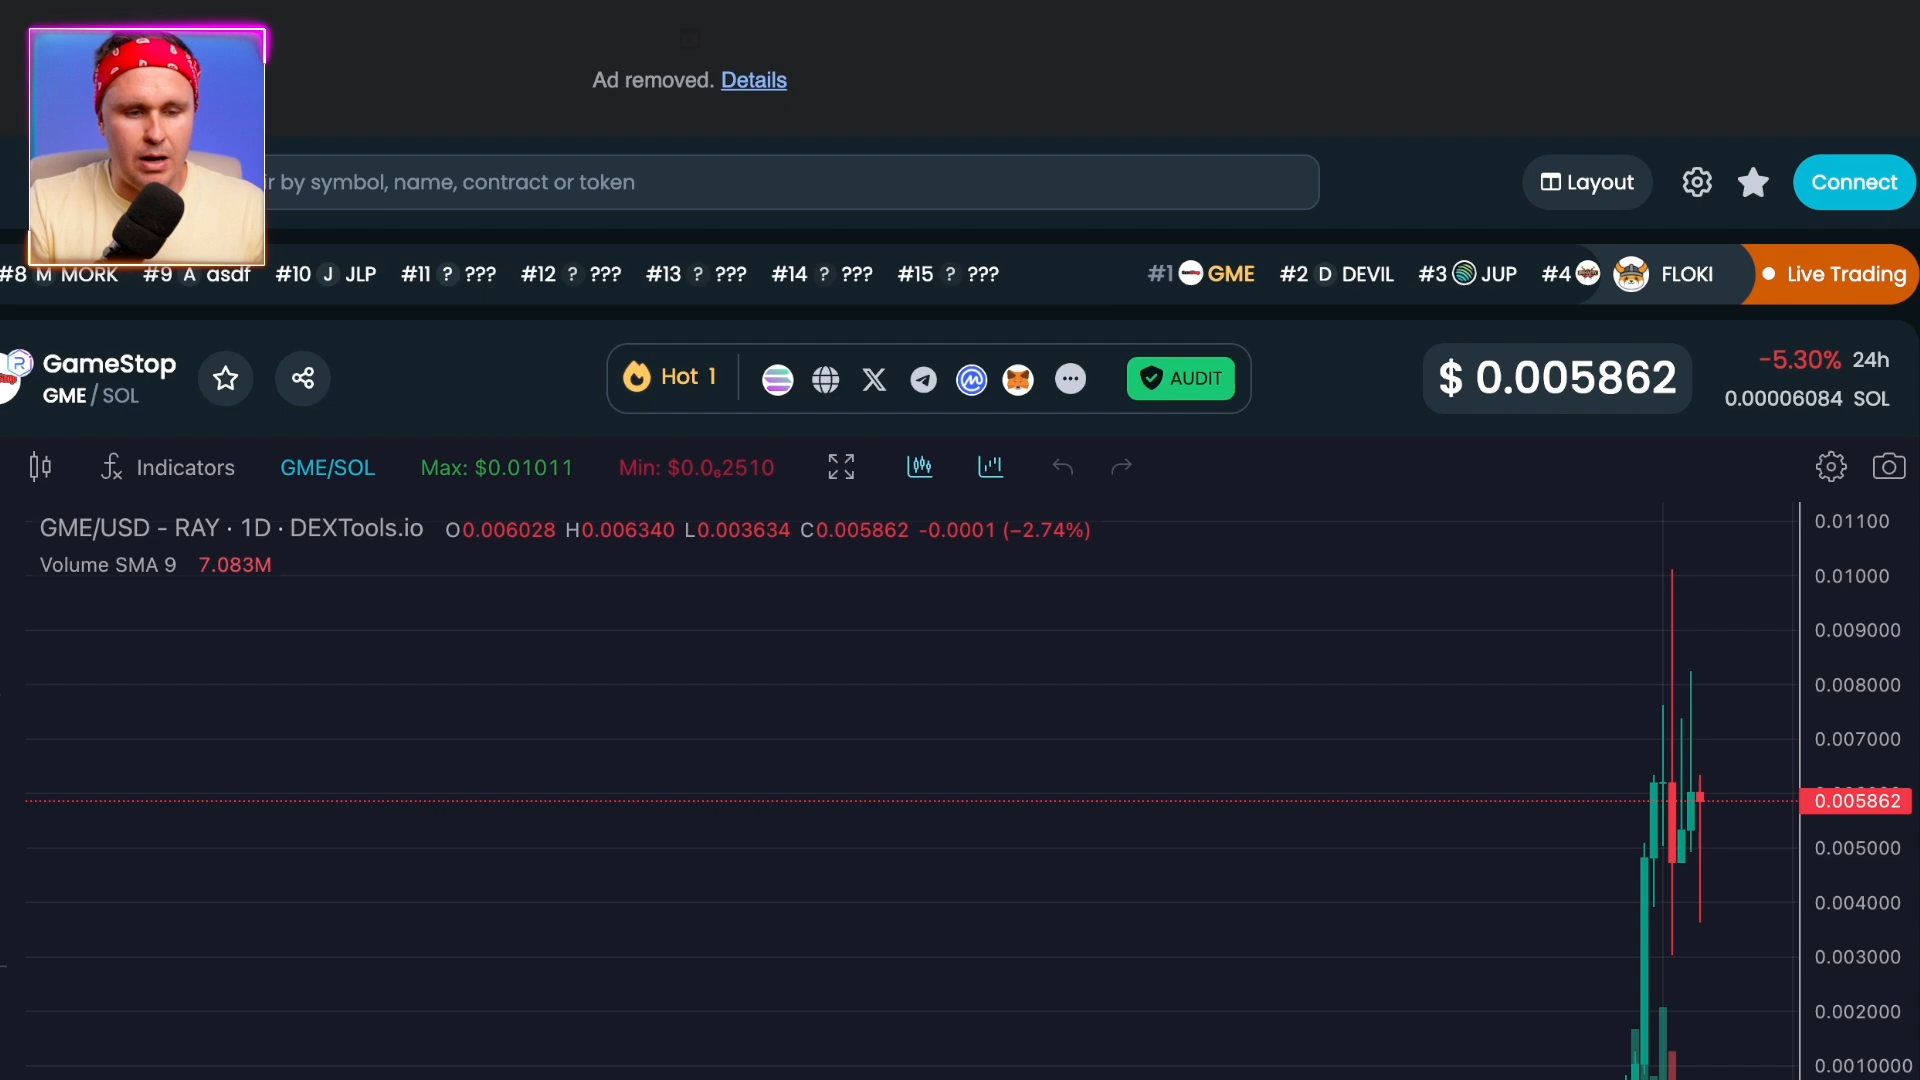 Ad removed. Details
ir by symbol, name, contract or token
Layout
Connect
#8 M MORK #9 A asdf #10 J JLP #11 ? ??? #12 ? ??? #13 ? ??? #14 ? ??? #15 ? ???
#1 GME #2 D DEVIL #3 JUP #4 FLOKI
Live Trading
GameStop
GME / SOL
Hot 1
AUDIT
$ 0.005862
-5.30% 24h
0.00006084 SOL
Indicators GME/SOL Max: $0.01011 Min: $0.0₆2510
GME/USD - RAY · 1D · DEXTools.io O0.006028 H0.006340 L0.003634 C0.005862 -0.0001 (−2.74%)
Volume SMA 9 7.083M
0.01100
0.01000
0.009000
0.008000
0.007000
0.005862
0.005000
0.004000
0.003000
0.002000
0.0010000